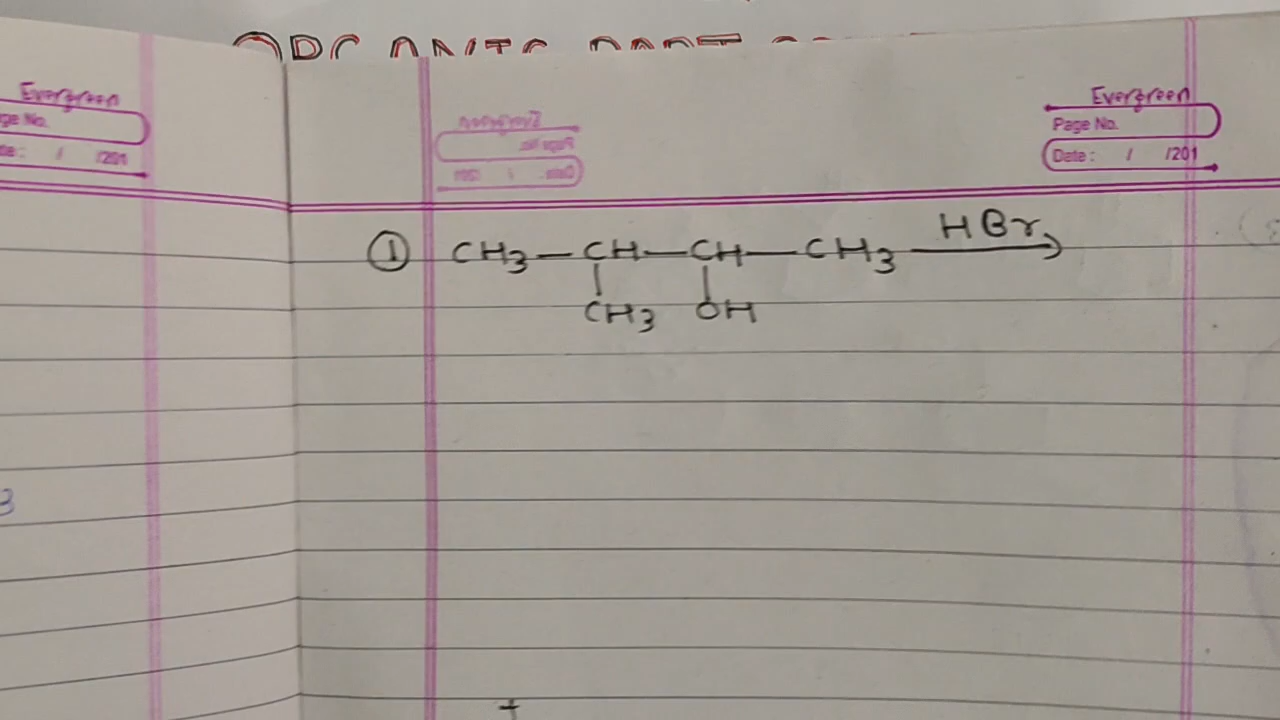 Evergreen
Page No.
Date : / /201
Evergreen
Page No.
Date : / /201
① CH3 — CH — CH — CH3 HBr→
CH3 OH